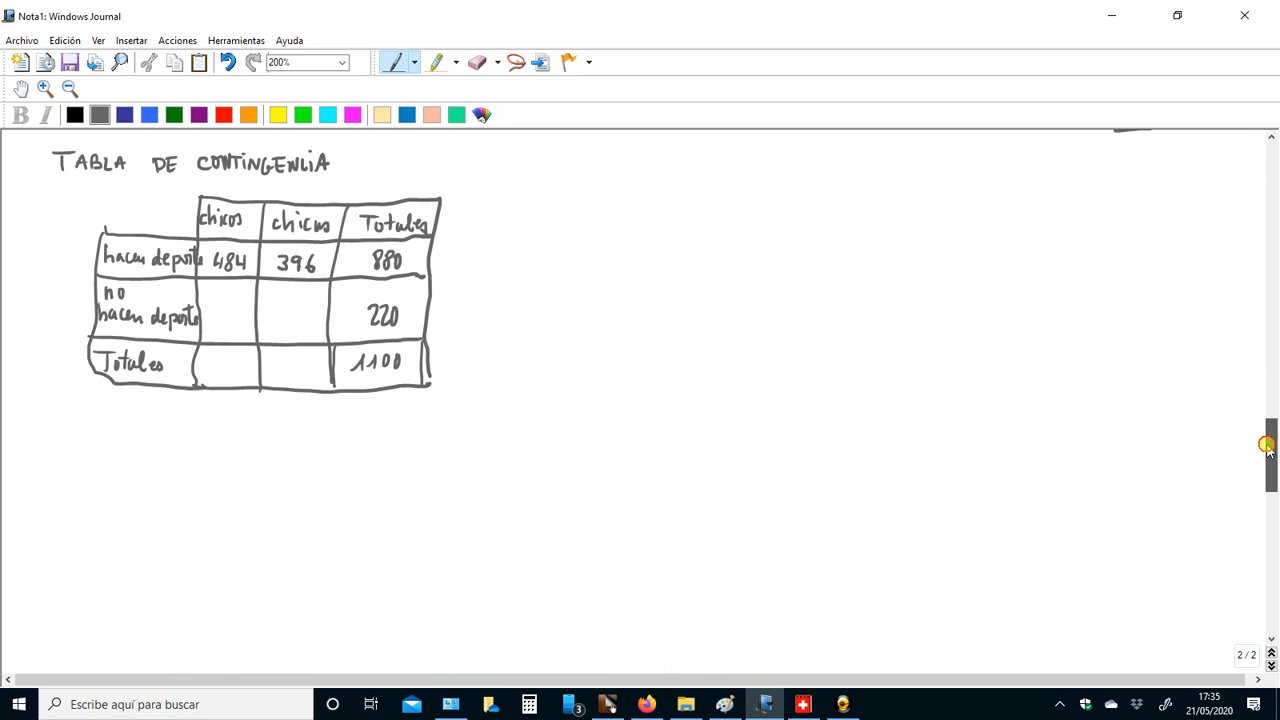 Nota1: Windows Journal
Archivo Edición Ver Insertar Acciones Herramientas Ayuda
200%
B I
TABLA DE CONTINGENCIA
chicos chicas Totales
hacen deporte 484 396 880
no
hacen deporte 220
Totales 1100
2 / 2
Escribe aquí para buscar
3
17:35
21/05/2020